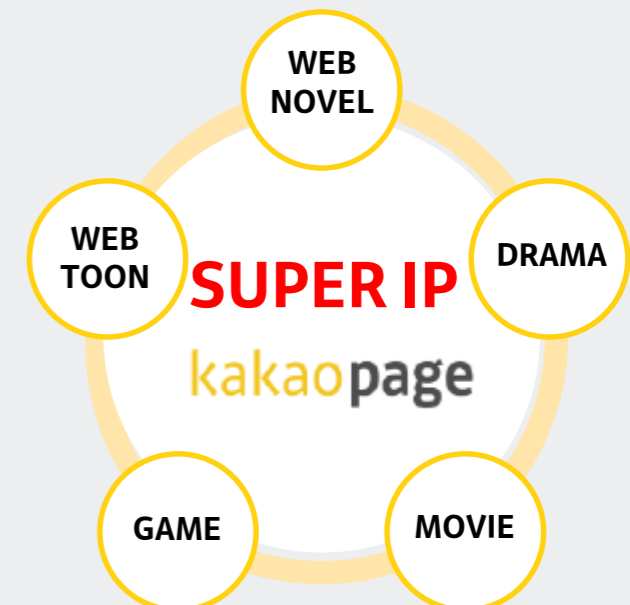 WEB
NOVEL
WEB
TOON
DRAMA
SUPER IP
kakaopage
GAME
MOVIE